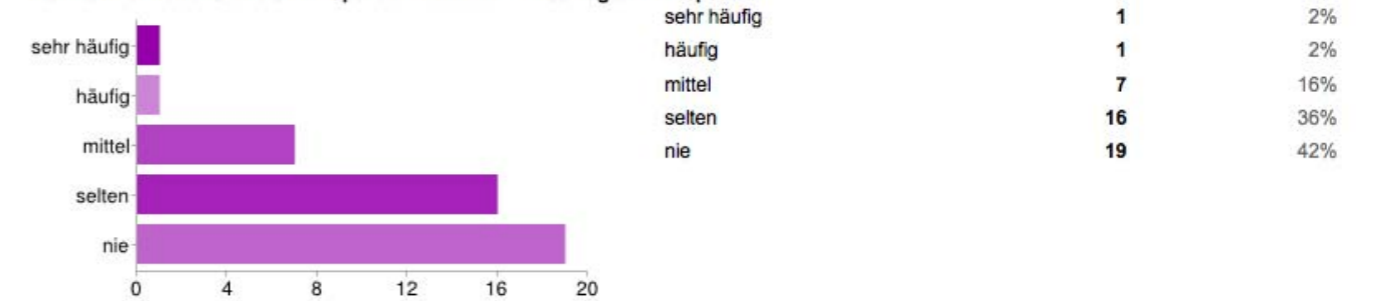 sehr häufig
häufig
mittel
selten
nie
0 4 8 12 16 20
sehr häufig 1 2%
häufig 1 2%
mittel 7 16%
selten 16 36%
nie 19 42%